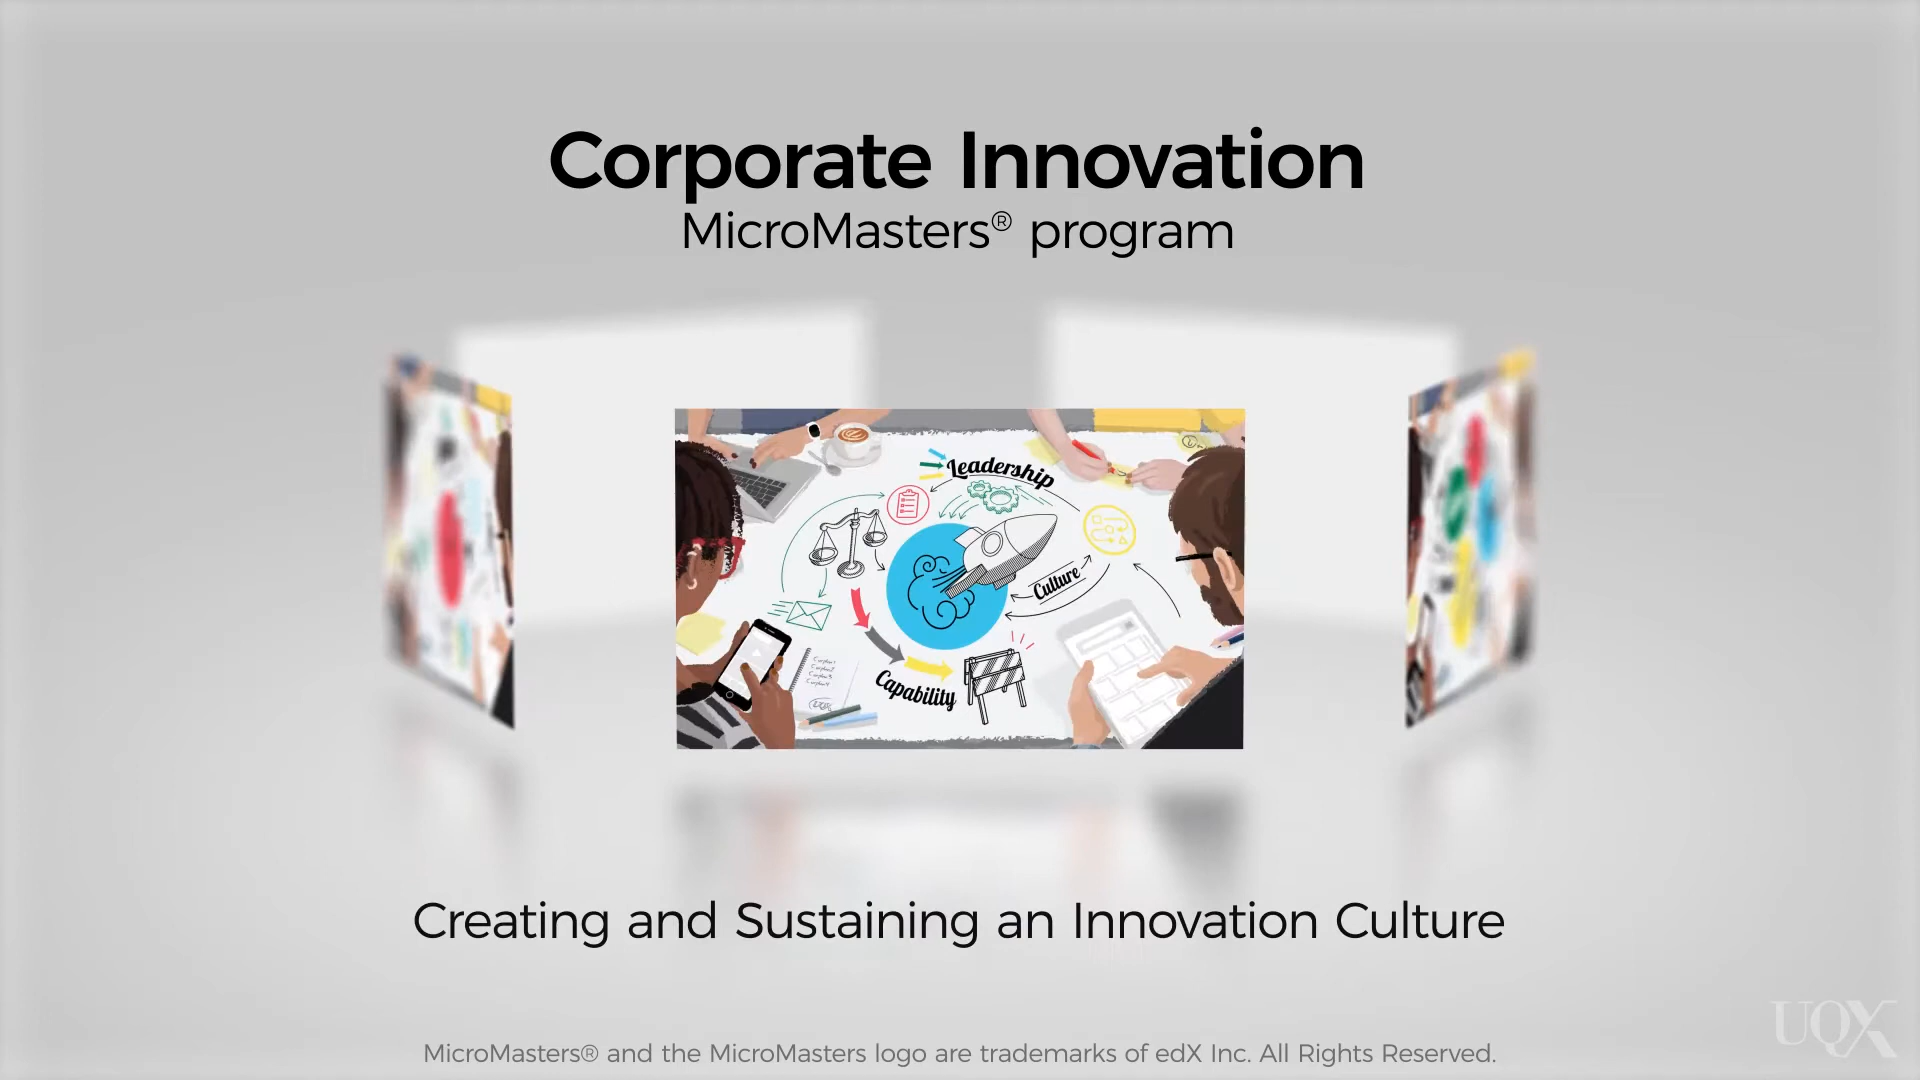 Corporate Innovation
MicroMasters® program
Leadership
Culture
Capability
Creating and Sustaining an Innovation Culture
UQX
MicroMasters® and the MicroMasters logo are trademarks of edX Inc. All Rights Reserved.